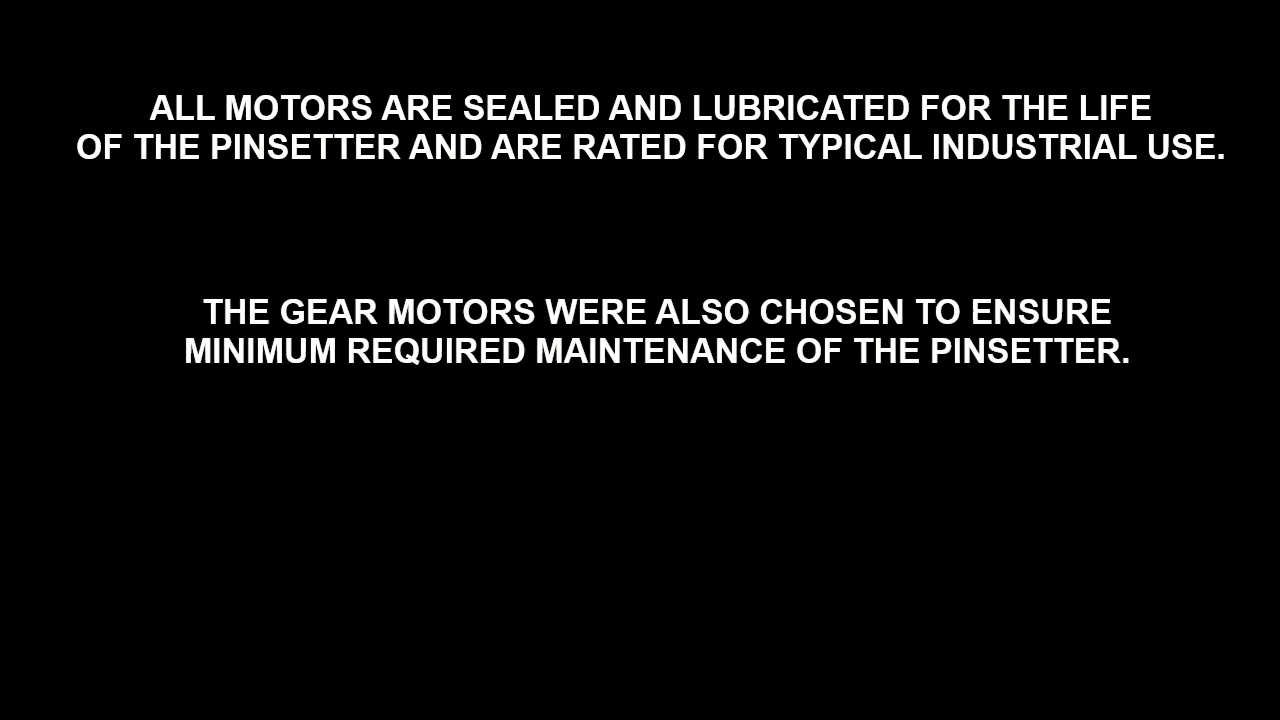 ALL MOTORS ARE SEALED AND LUBRICATED FOR THE LIFE
OF THE PINSETTER AND ARE RATED FOR TYPICAL INDUSTRIAL USE.
THE GEAR MOTORS WERE ALSO CHOSEN TO ENSURE
MINIMUM REQUIRED MAINTENANCE OF THE PINSETTER.